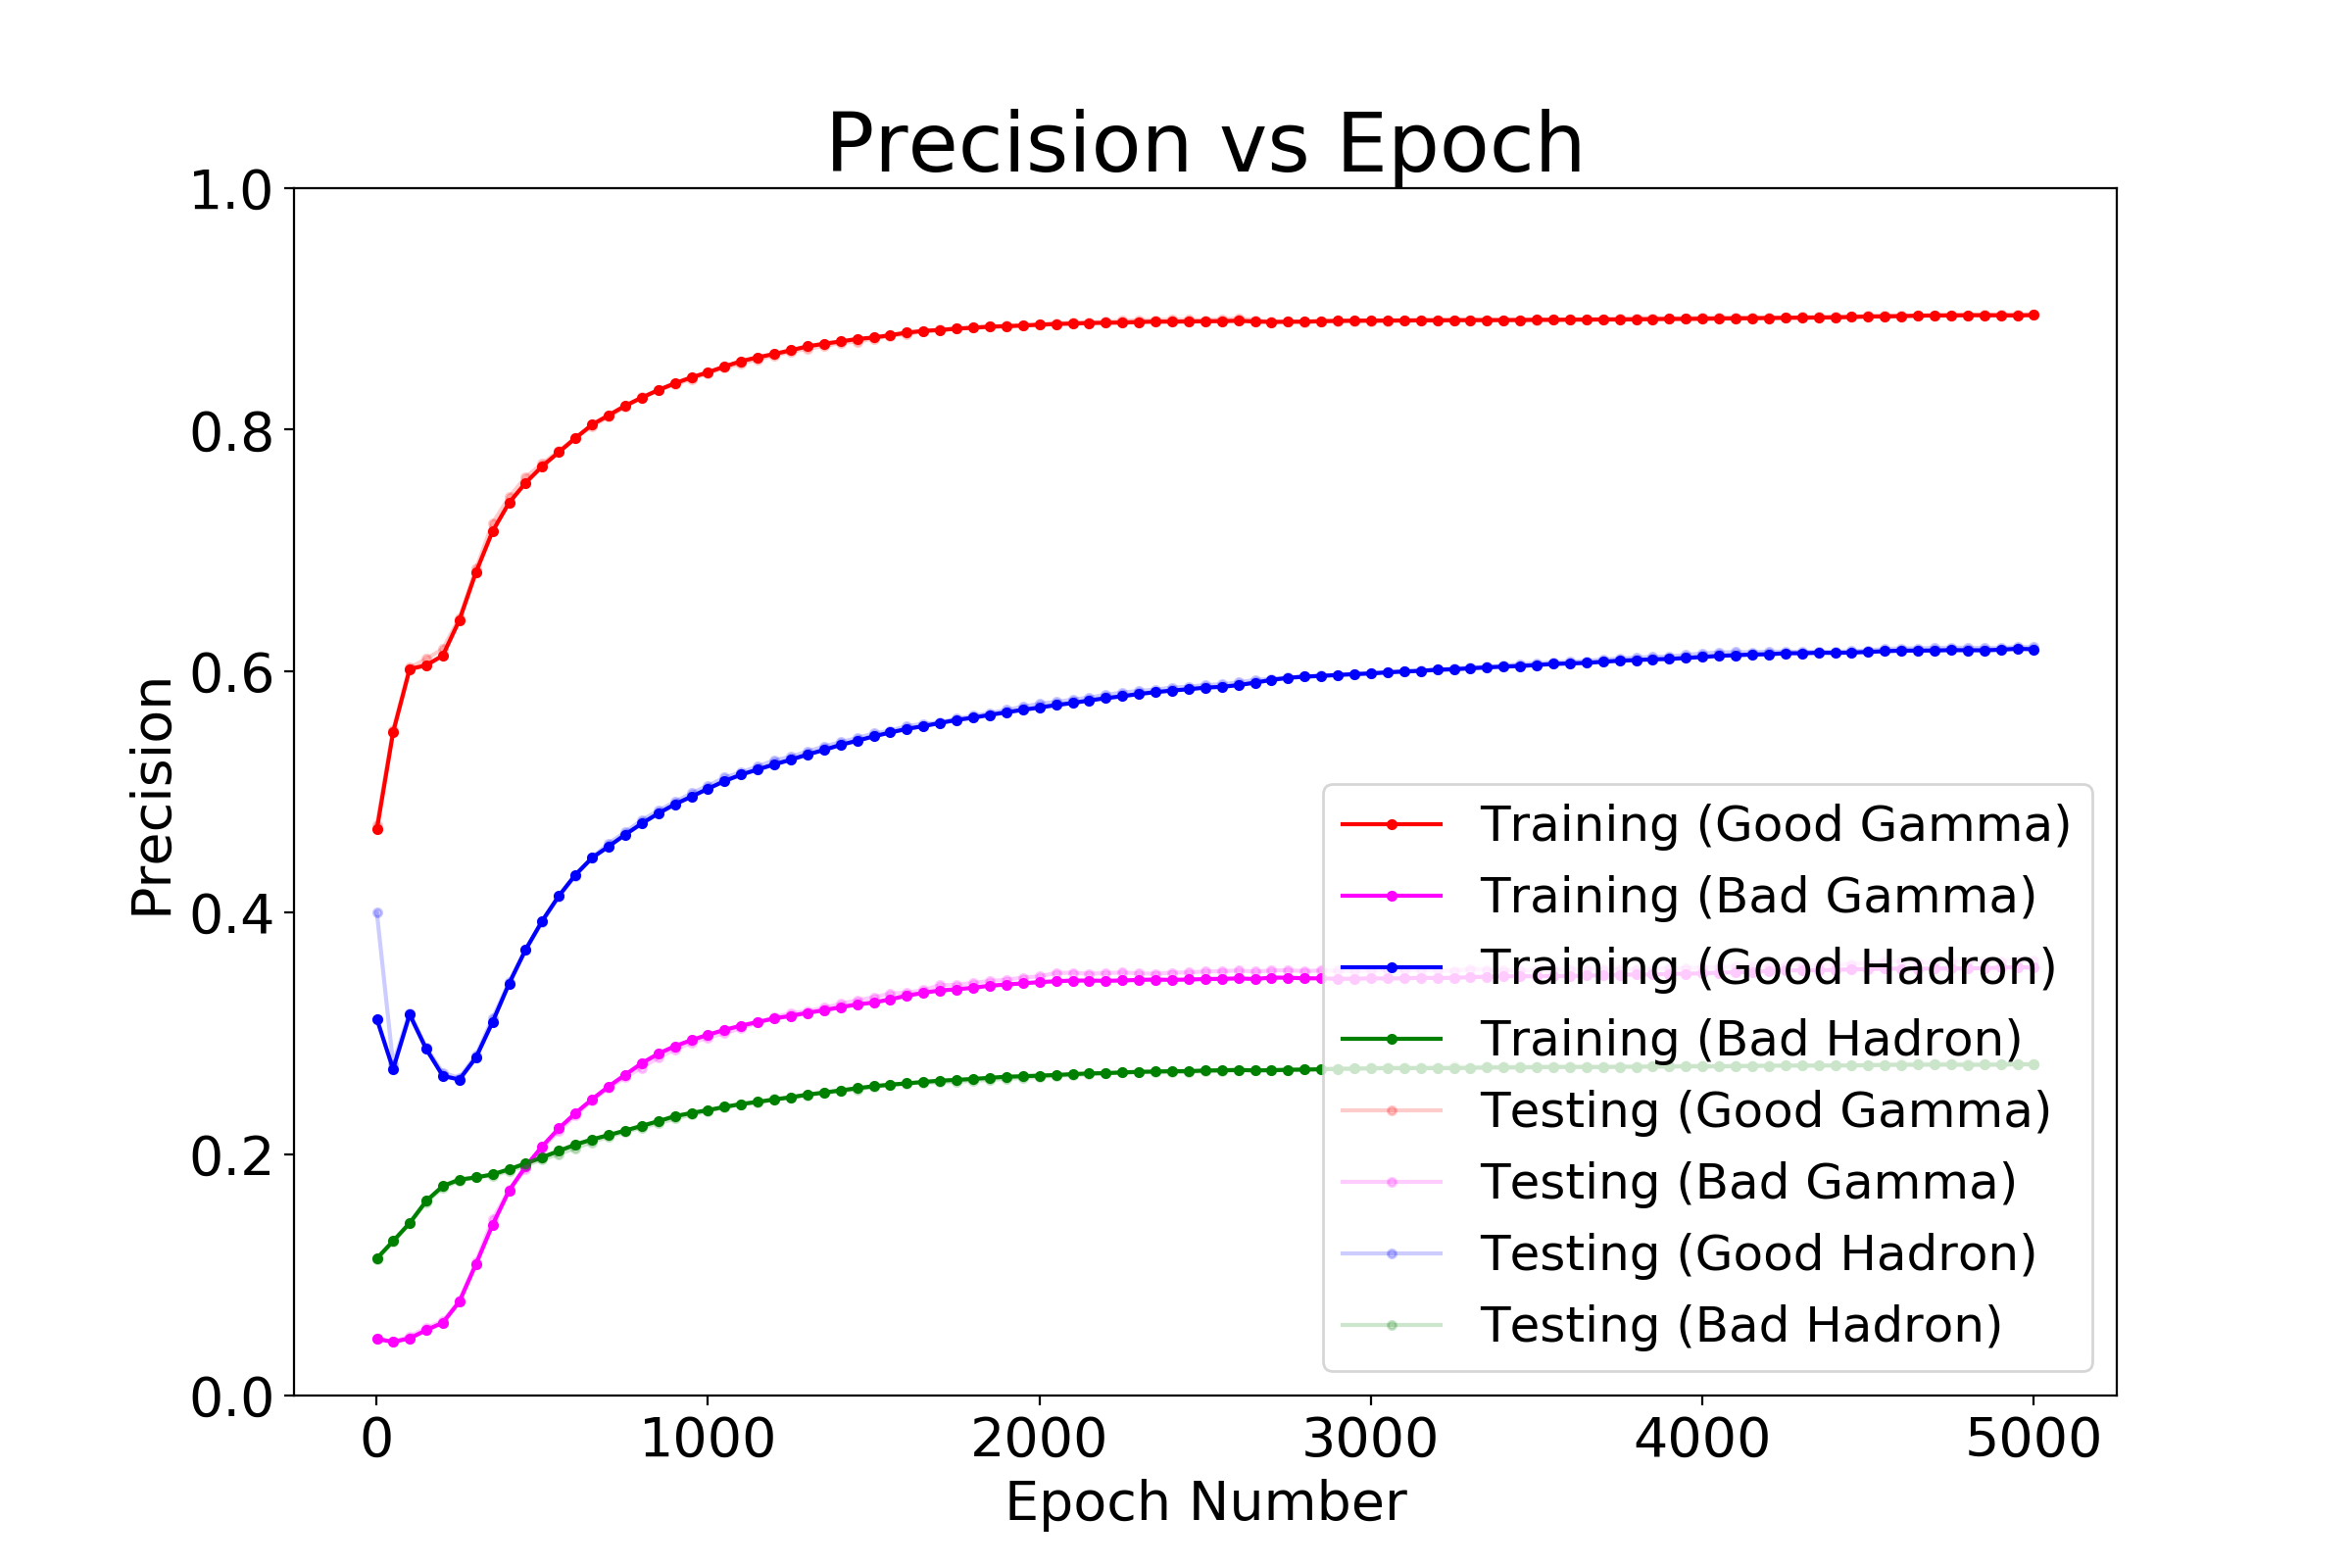 Precision vs Epoch
1.0
0.8
0.6
0.4
0.2
0.0
Precision
Training (Good Gamma)
Training (Bad Gamma)
Training (Good Hadron)
Training (Bad Hadron)
Testing (Good Gamma)
Testing (Bad Gamma)
Testing (Good Hadron)
Testing (Bad Hadron)
0 1000 2000 3000 4000 5000
Epoch Number